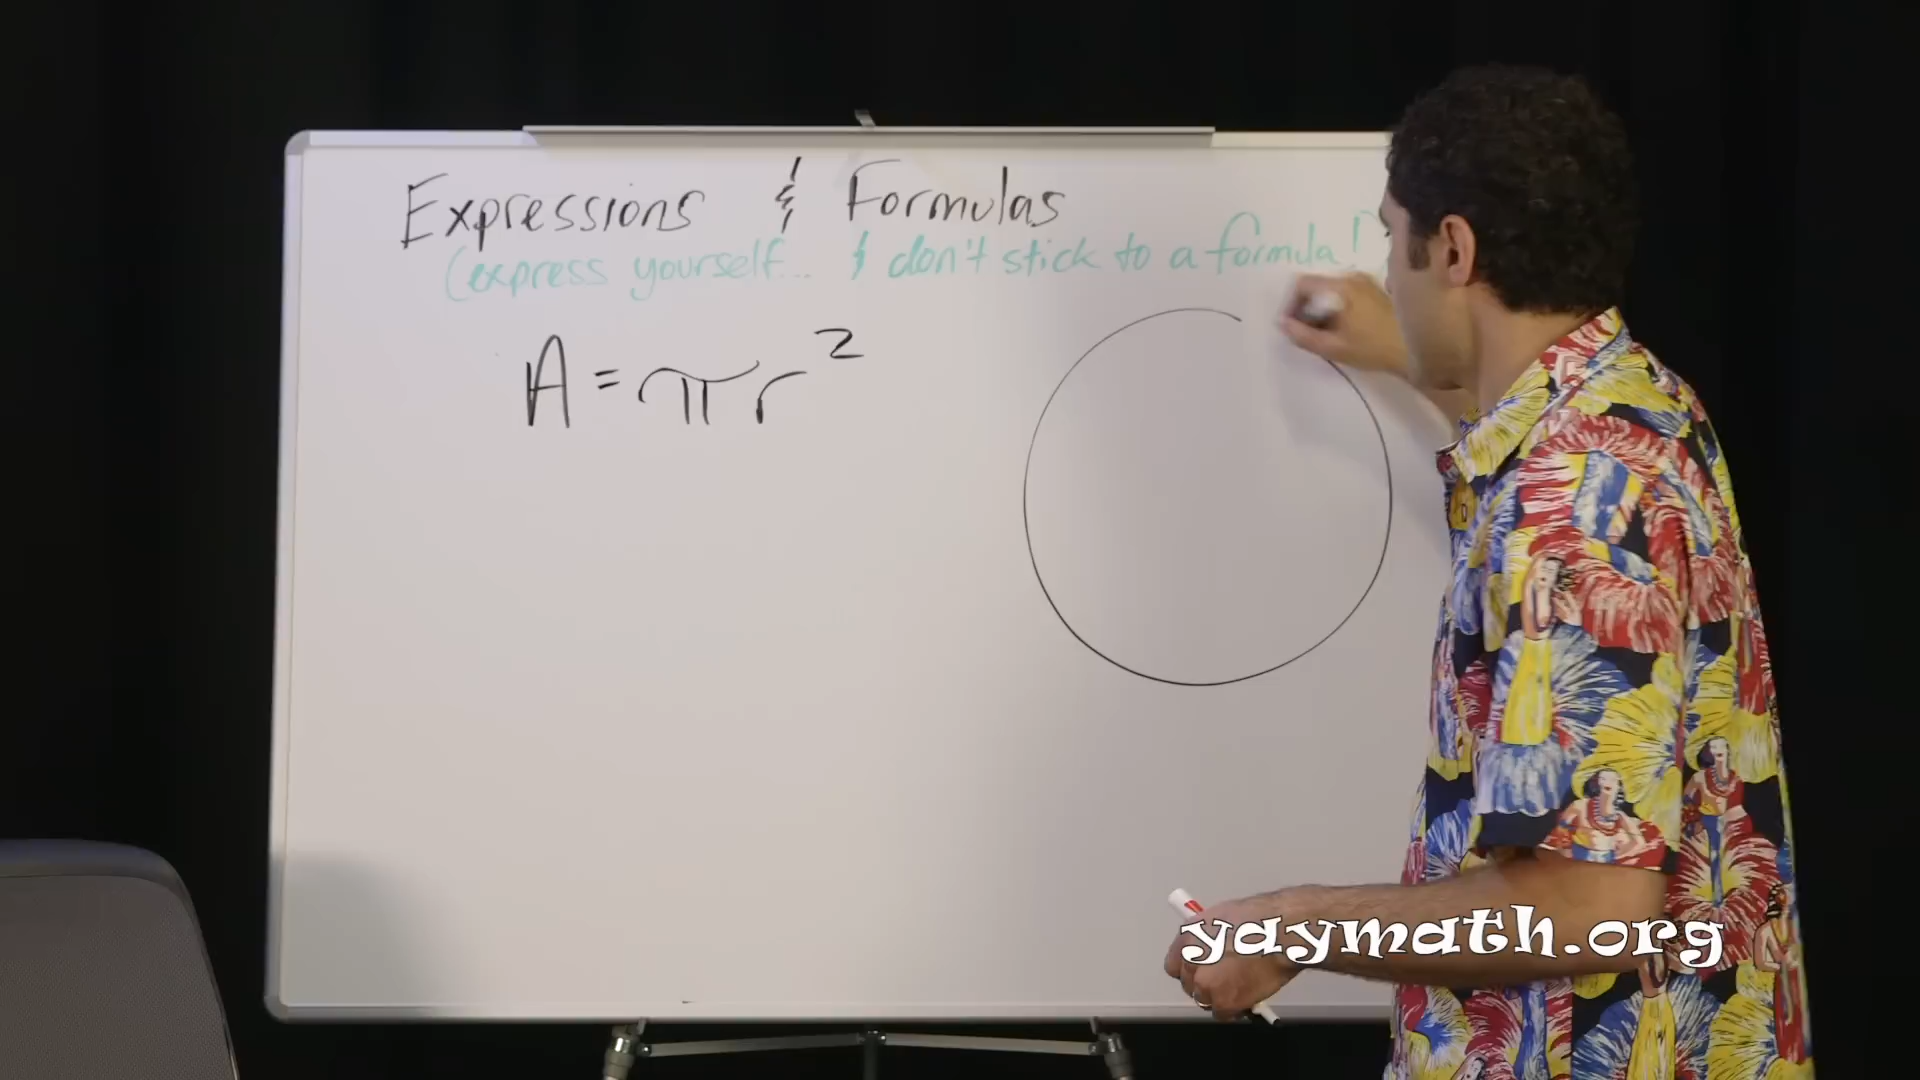 Expressions & Formulas
(express yourself... & don't stick to a formula!)
A = πr²
yaymath.org